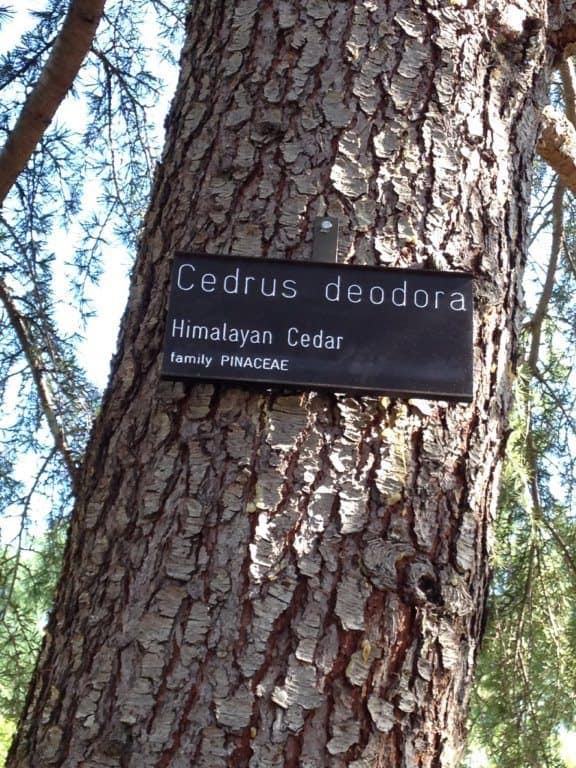 Cedrus deodora
Himalayan Cedar
family PINACEAE